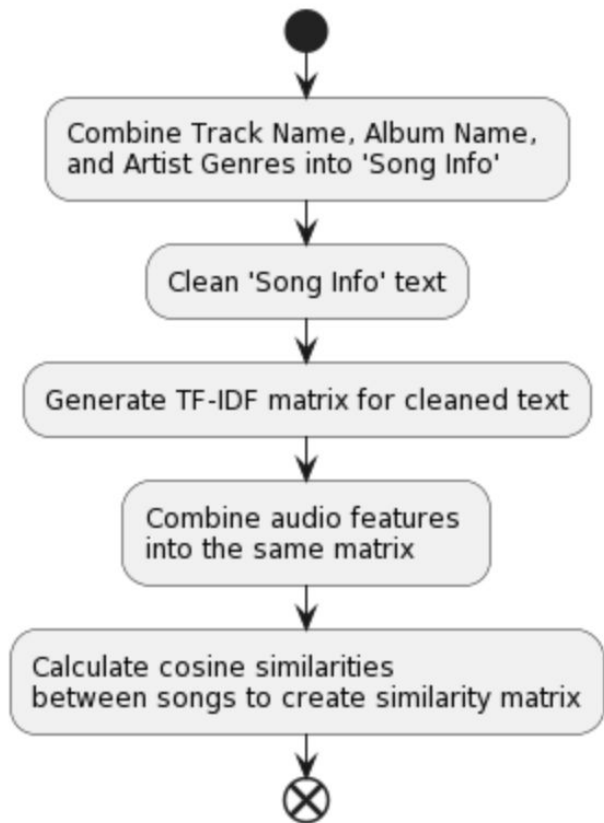 Combine Track Name, Album Name,
and Artist Genres into 'Song Info'
Clean 'Song Info' text
Generate TF-IDF matrix for cleaned text
Combine audio features
into the same matrix
Calculate cosine similarities
between songs to create similarity matrix